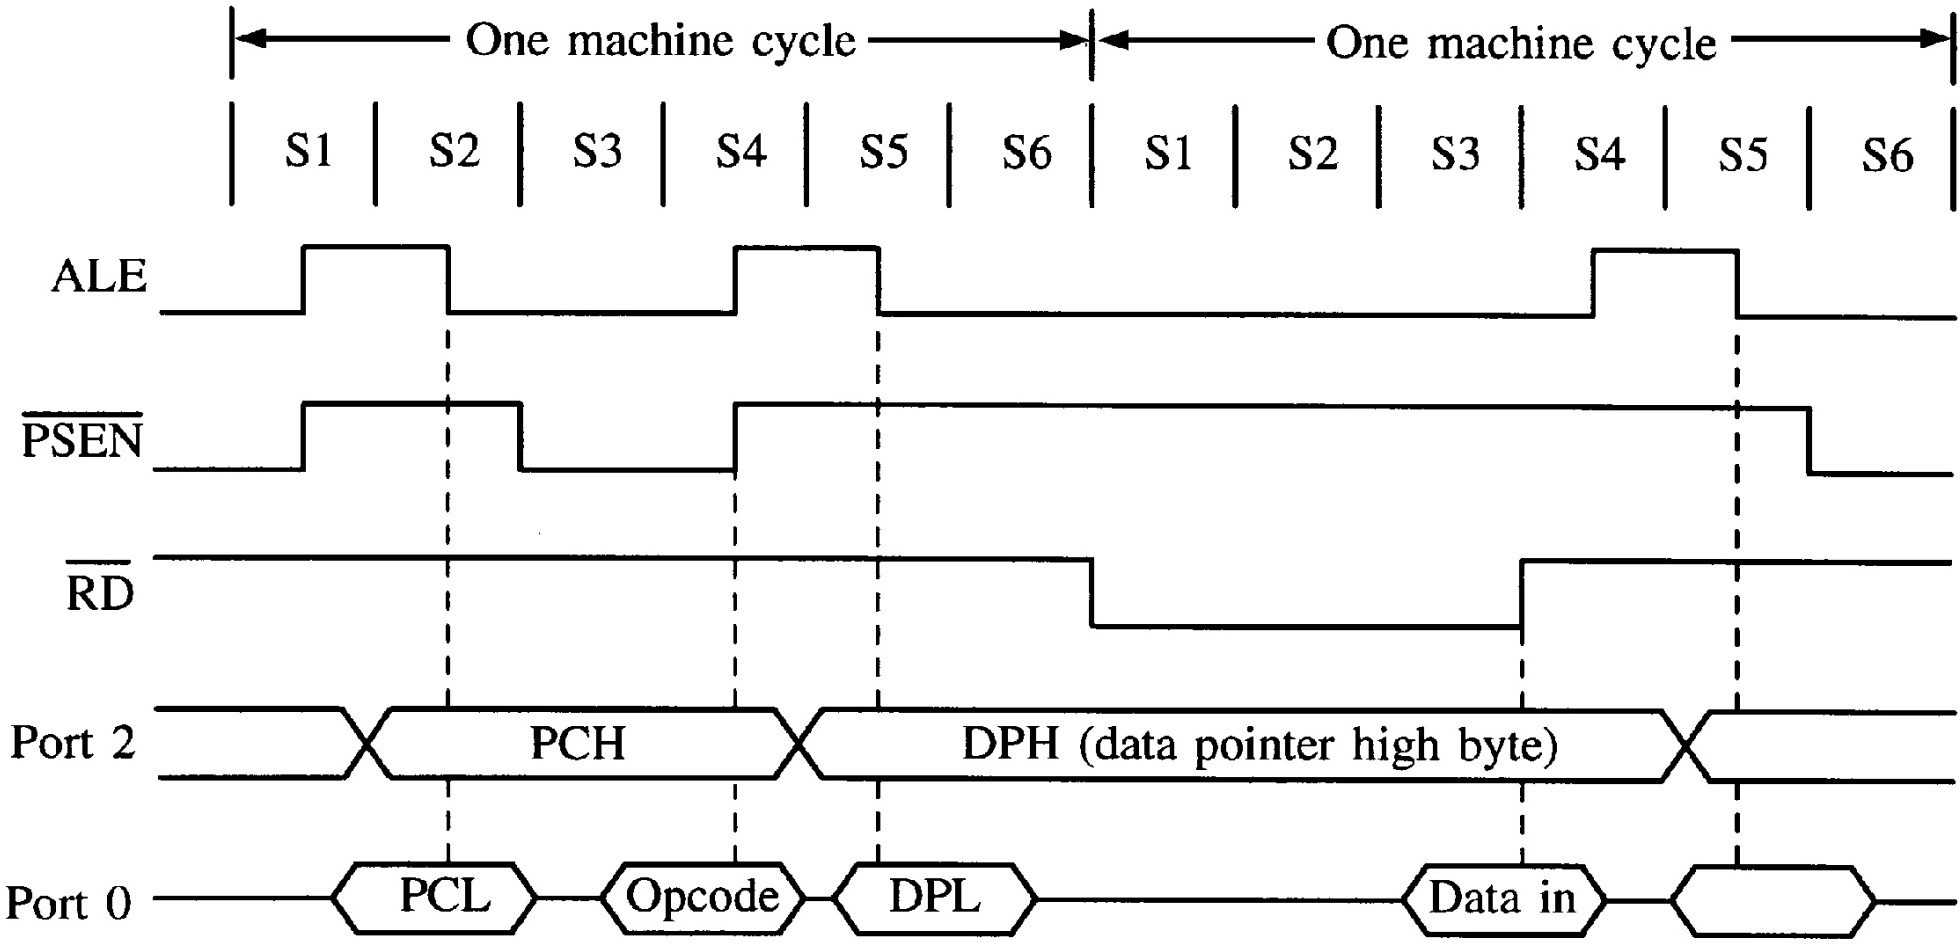 One machine cycle One machine cycle
S1 S2 S3 S4 S5 S6 S1 S2 S3 S4 S5 S6
ALE
PSEN
RD
Port 2 PCH DPH (data pointer high byte)
Port 0 PCL Opcode DPL Data in